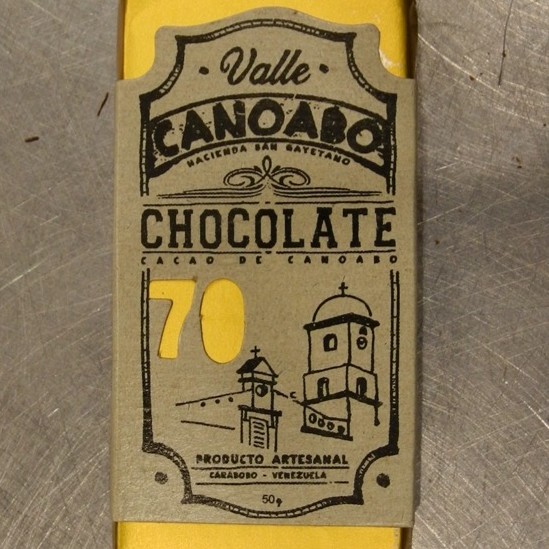 Valle
CANOABO
HACIENDA SAN CAYETANO
CHOCOLATE
CACAO DE CANOABO
70
PRODUCTO ARTESANAL
CARABOBO - VENEZUELA
50g